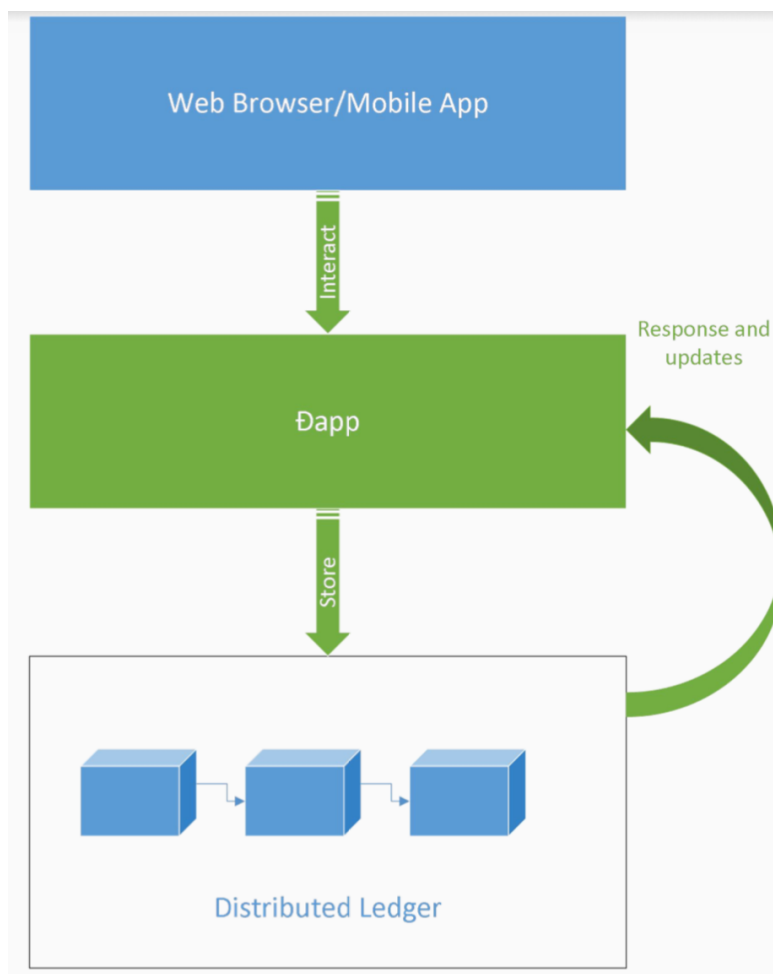 Web Browser/Mobile App
Interact
Response and
updates
Đapp
Store
Distributed Ledger